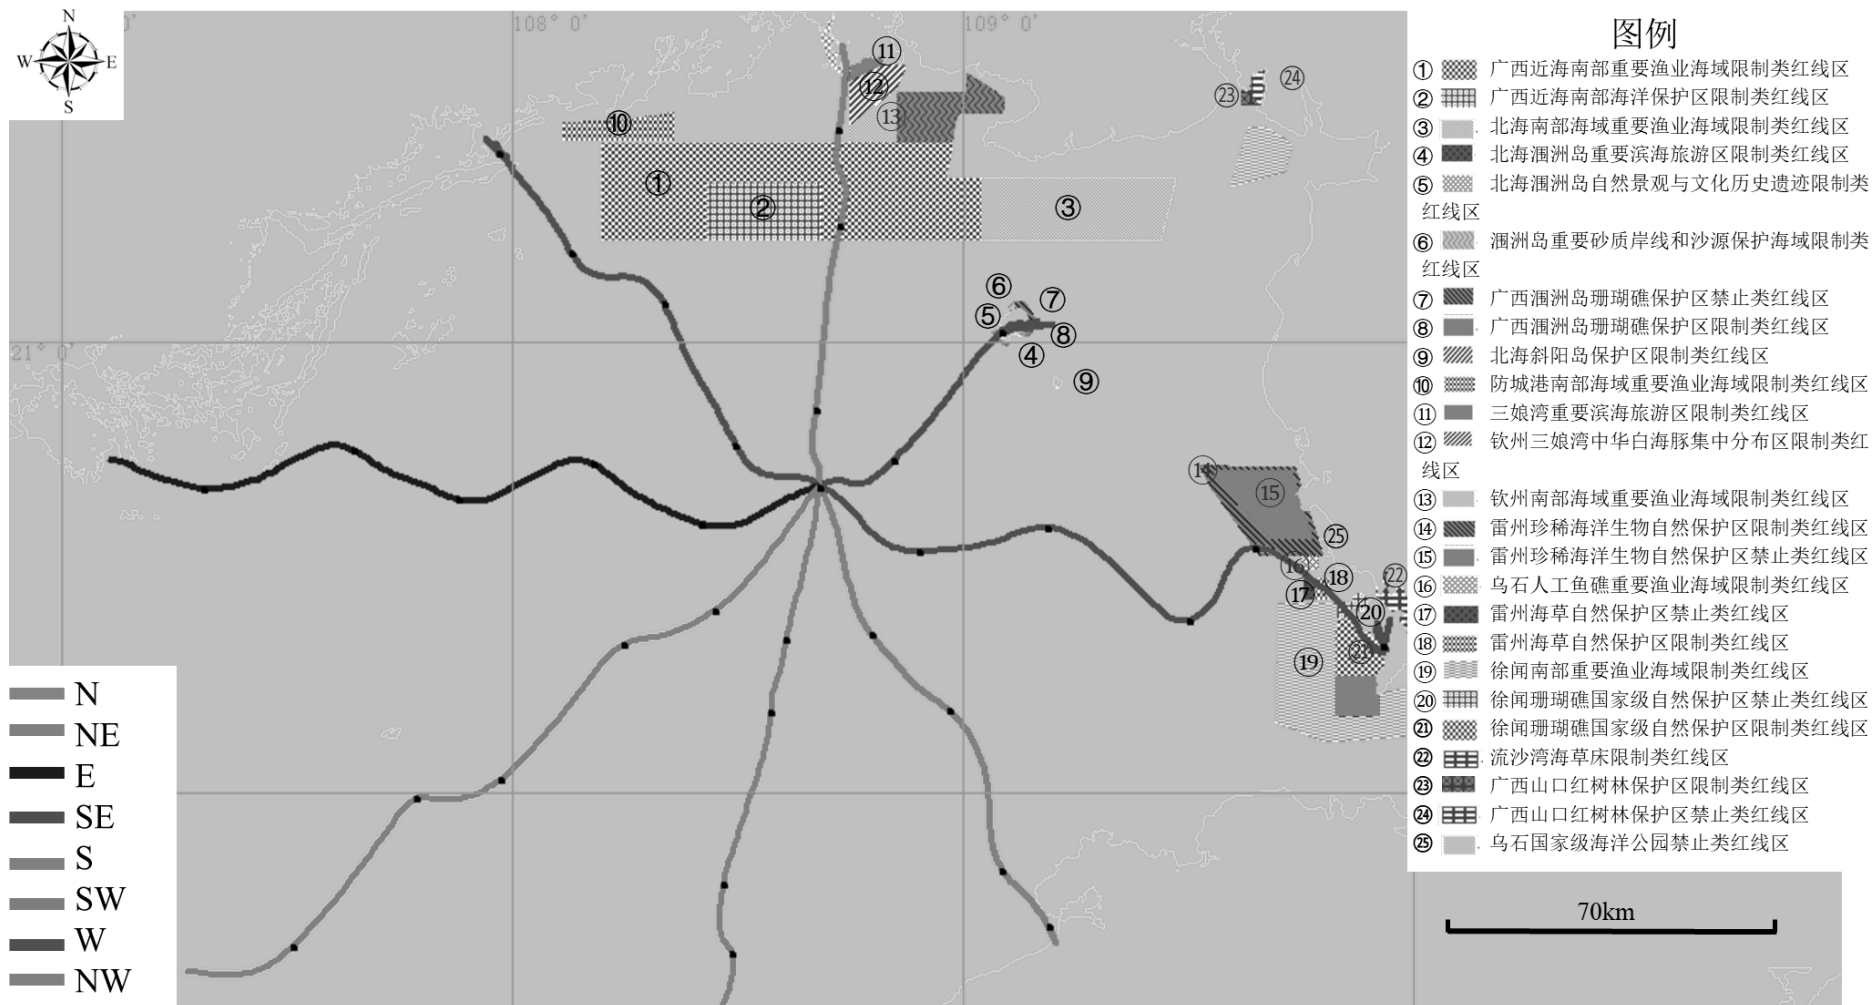 N
W E
S
0'
108° 0'
109° 0'
21° 0'
⑪
⑫
⑬
⑩
①
②
③
㉔
㉓
⑥
⑦
⑤
⑧
④
⑨
⑭
⑮
㉕
⑯
⑱
⑰
㉒
⑳
⑲
㉑
N
NE
E
SE
S
SW
W
NW
图例
① 广西近海南部重要渔业海域限制类红线区
② 广西近海南部海洋保护区限制类红线区
③ 北海南部海域重要渔业海域限制类红线区
④ 北海涠洲岛重要滨海旅游区限制类红线区
⑤ 北海涠洲岛自然景观与文化历史遗迹限制类
红线区
⑥ 涠洲岛重要砂质岸线和沙源保护海域限制类
红线区
⑦ 广西涠洲岛珊瑚礁保护区禁止类红线区
⑧ 广西涠洲岛珊瑚礁保护区限制类红线区
⑨ 北海斜阳岛保护区限制类红线区
⑩ 防城港南部海域重要渔业海域限制类红线区
⑪ 三娘湾重要滨海旅游区限制类红线区
⑫ 钦州三娘湾中华白海豚集中分布区限制类红
线区
⑬ 钦州南部海域重要渔业海域限制类红线区
⑭ 雷州珍稀海洋生物自然保护区限制类红线区
⑮ 雷州珍稀海洋生物自然保护区禁止类红线区
⑯ 乌石人工鱼礁重要渔业海域限制类红线区
⑰ 雷州海草自然保护区禁止类红线区
⑱ 雷州海草自然保护区限制类红线区
⑲ 徐闻南部重要渔业海域限制类红线区
⑳ 徐闻珊瑚礁国家级自然保护区禁止类红线区
㉑ 徐闻珊瑚礁国家级自然保护区限制类红线区
㉒ 流沙湾海草床限制类红线区
㉓ 广西山口红树林保护区限制类红线区
㉔ 广西山口红树林保护区禁止类红线区
㉕ 乌石国家级海洋公园禁止类红线区
70km